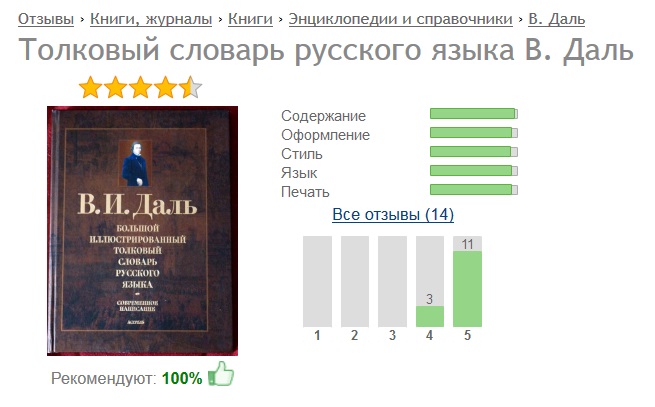 Отзывы › Книги, журналы › Книги › Энциклопедии и справочники › В. Даль
Толковый словарь русского языка В. Даль
В.И. ДАЛЬ
БОЛЬШОЙ
ИЛЛЮСТРИРОВАННЫЙ
ТОЛКОВЫЙ
СЛОВАРЬ
РУССКОГО
ЯЗЫКА
СОВРЕМЕННОЕ
НАПИСАНИЕ
Рекомендуют: 100%
Содержание
Оформление
Стиль
Язык
Печать
Все отзывы (14)
3 11
1 2 3 4 5